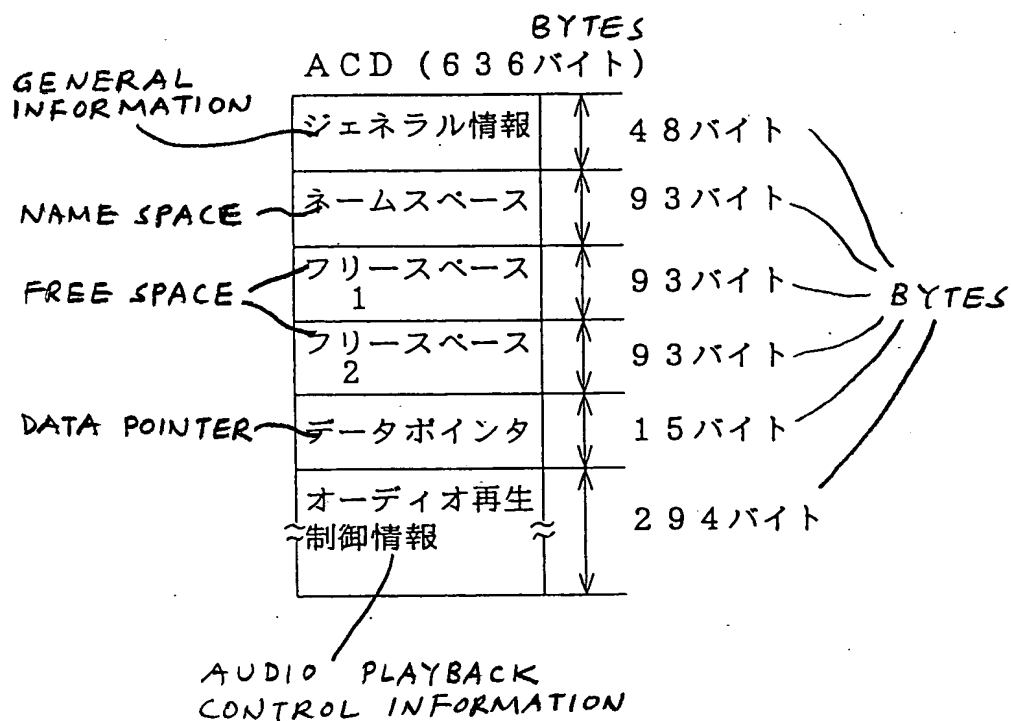 BYTES
ACD (636バイト)
GENERAL
INFORMATION
ジェネラル情報
48バイト
NAME SPACE
ネームスペース
93バイト
FREE SPACE
フリースペース
1
93バイト
BYTES
フリースペース
2
93バイト
DATA POINTER
データポインタ
15バイト
オーディオ再生
制御情報
294バイト
AUDIO PLAYBACK
CONTROL INFORMATION